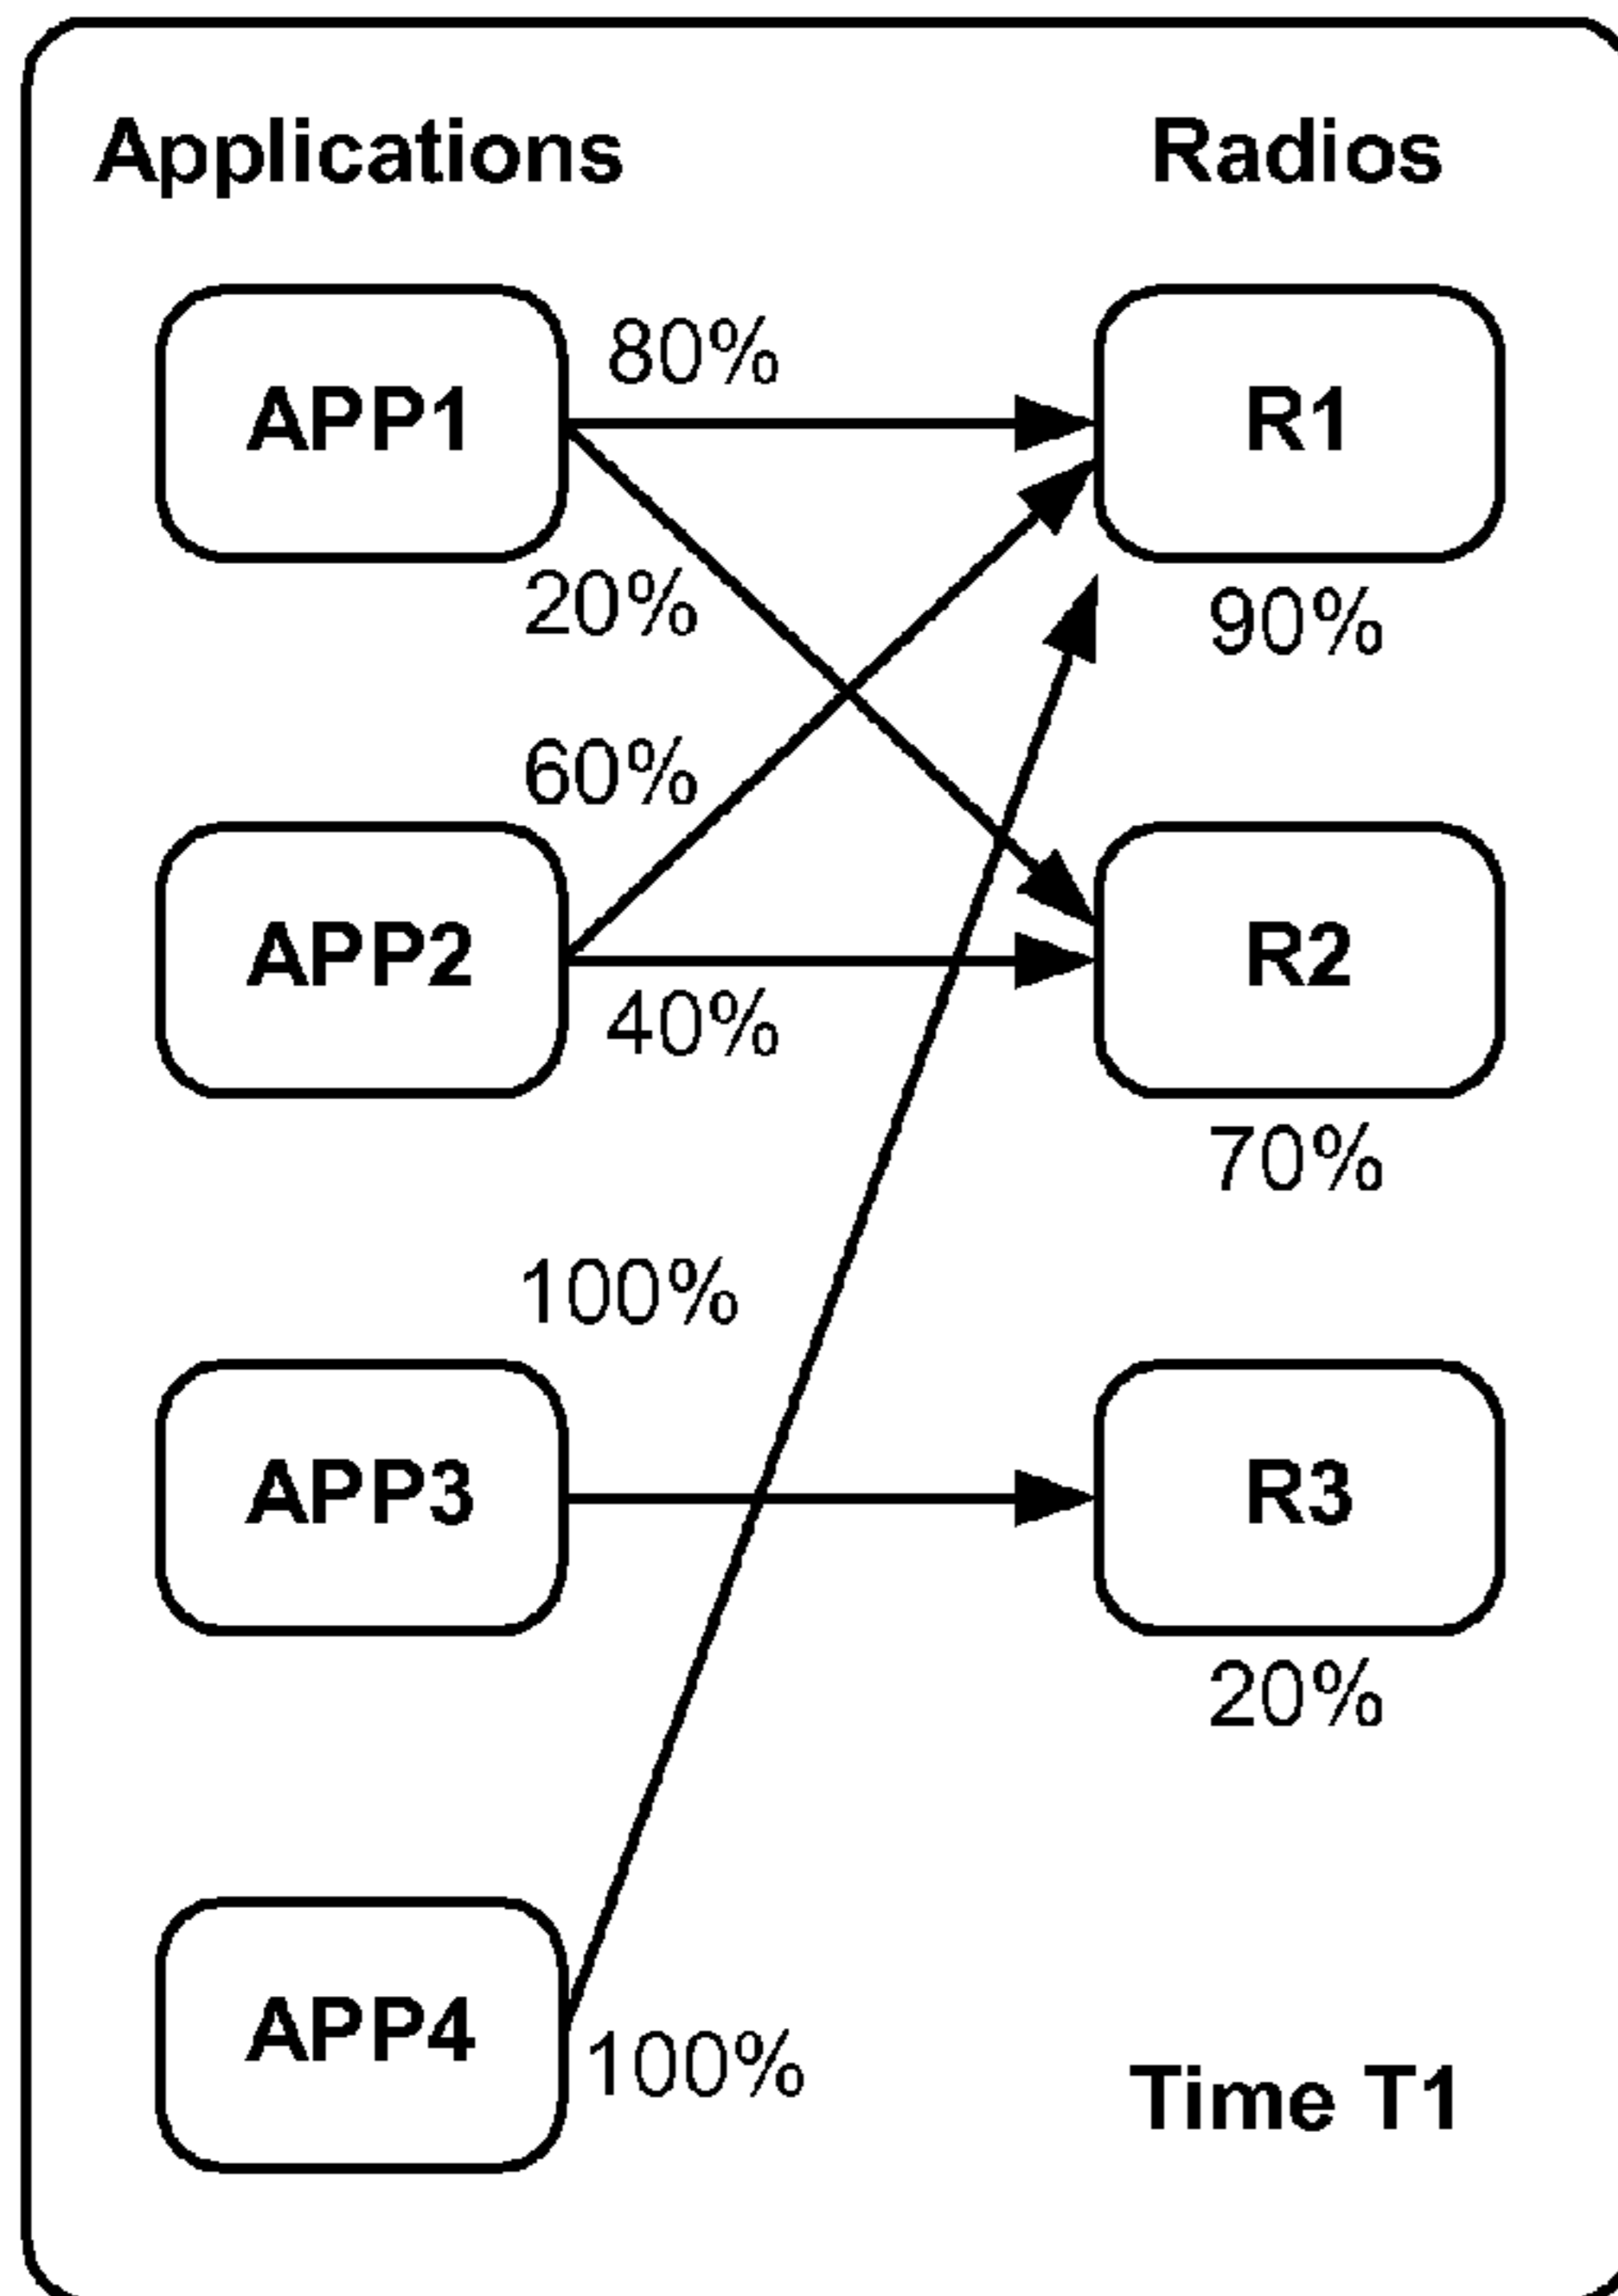 Applications
Radios
80%
APP1
R1
20%
90%
60%
APP2
R2
40%
70%
100%
APP3
R3
20%
APP4
100%
Time T1